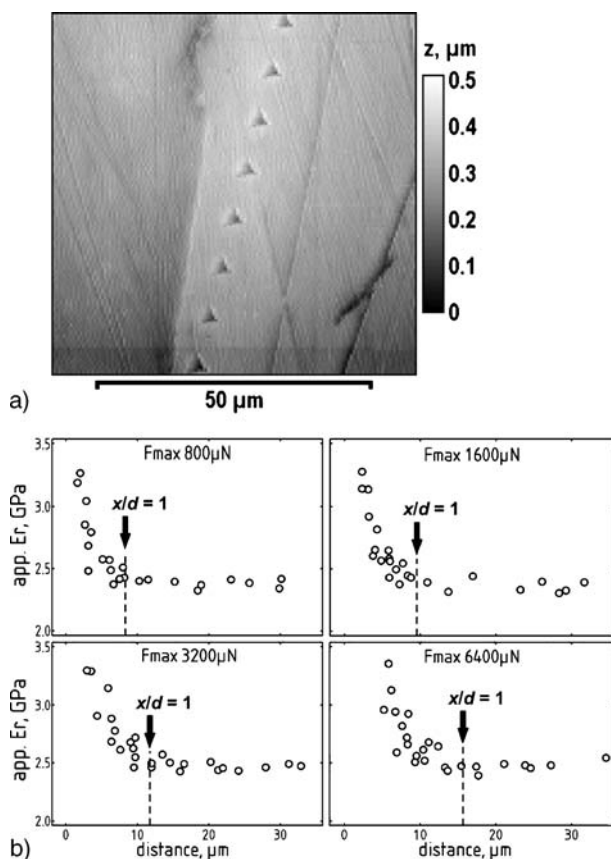 z, µm
0.5
0.4
0.3
0.2
0.1
0
50 µm
a)
3.5
3.0
2.5
2.0
app. Er, GPa
Fmax 800µN
x/d = 1
Fmax 1600µN
x/d = 1
3.5
3.0
2.5
2.0
app. Er, GPa
Fmax 3200µN
x/d = 1
Fmax 6400µN
x/d = 1
0 10 20 30
0 10 20 30
distance, µm
distance, µm
b)